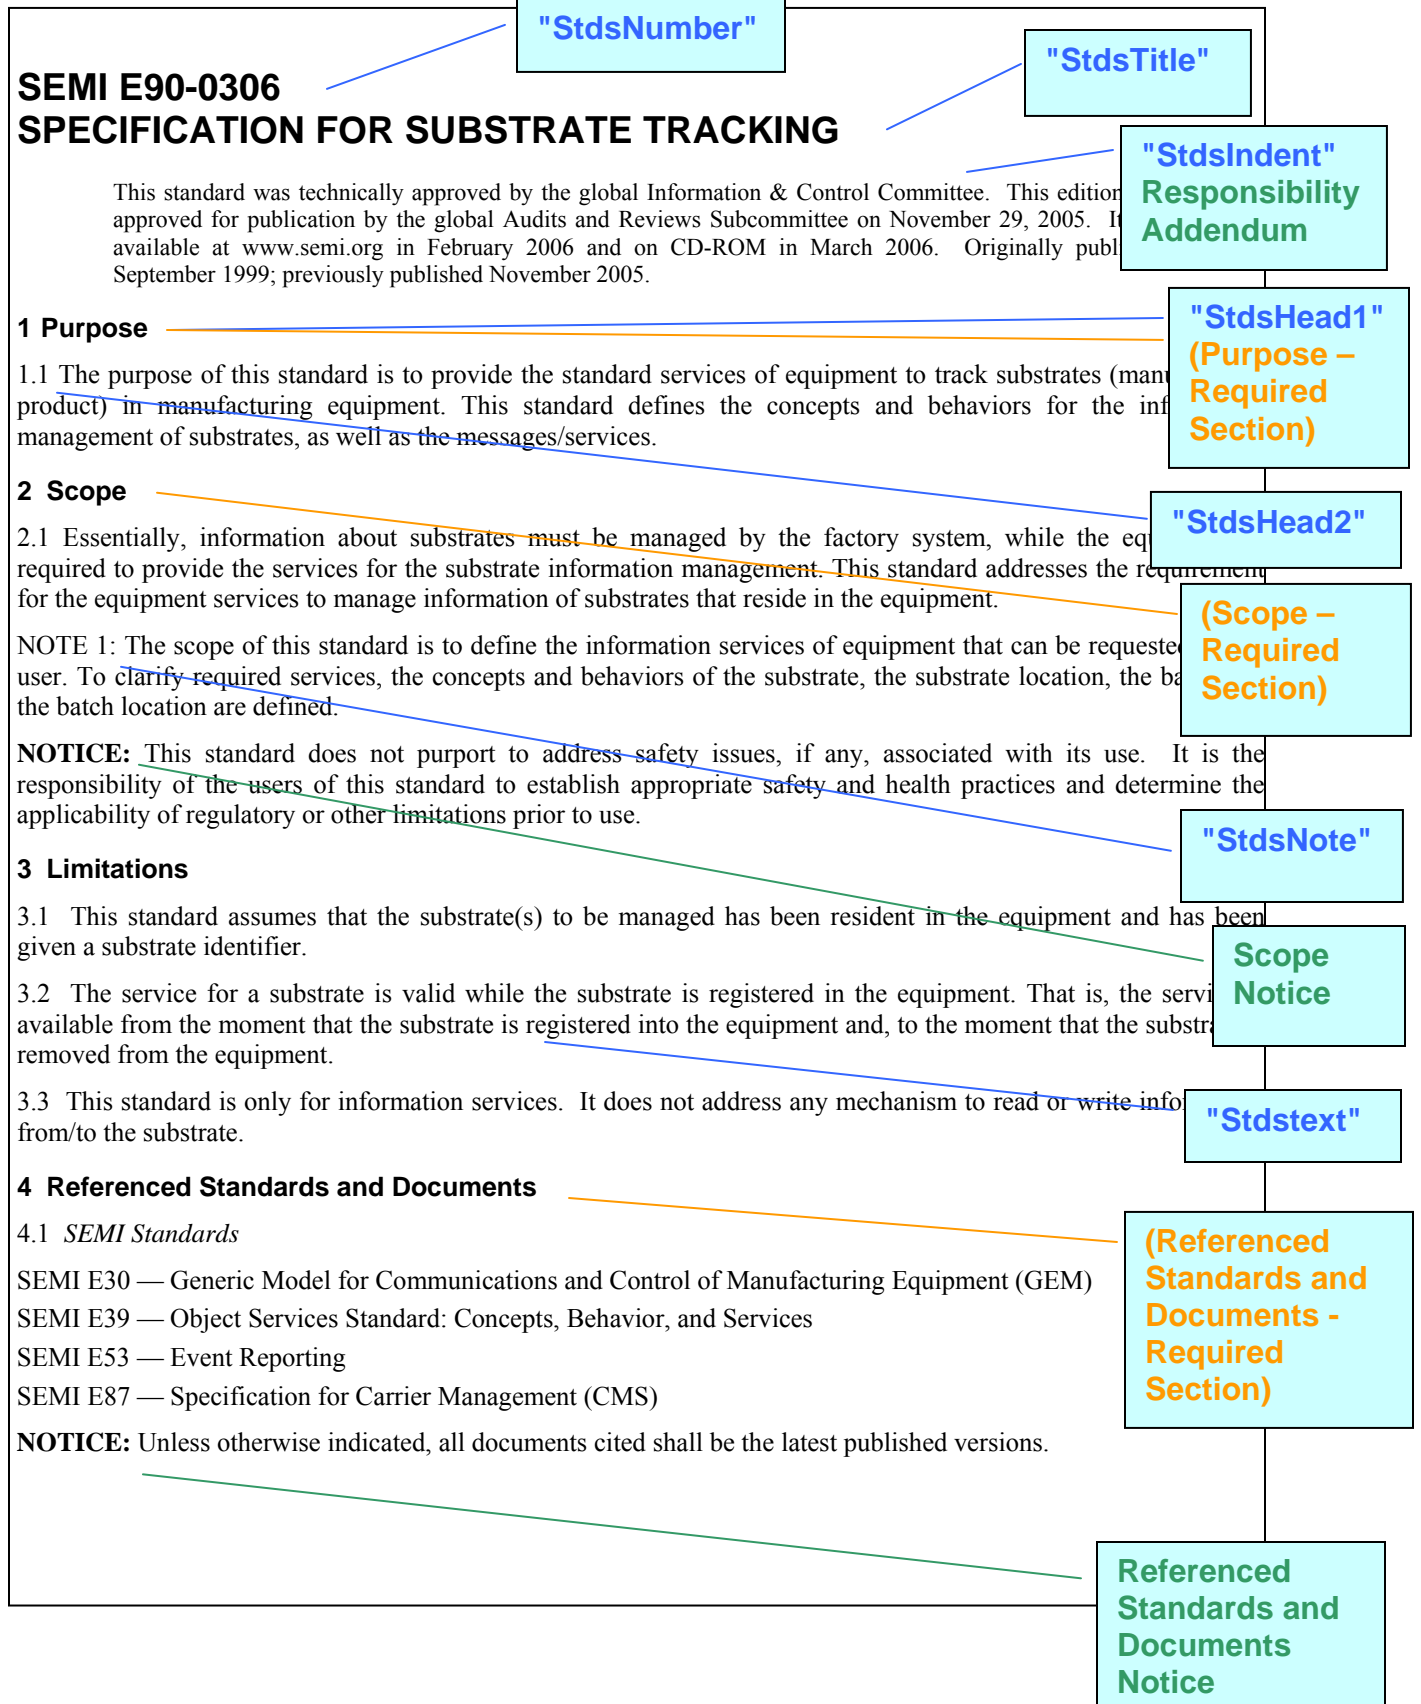 "StdsNumber"
"StdsTitle"
SEMI E90-0306
SPECIFICATION FOR SUBSTRATE TRACKING
"StdsIndent"
Responsibility
Addendum
This standard was technically approved by the global Information & Control Committee. This edition
approved for publication by the global Audits and Reviews Subcommittee on November 29, 2005. It
available at www.semi.org in February 2006 and on CD-ROM in March 2006. Originally publ
September 1999; previously published November 2005.
1 Purpose
"StdsHead1"
(Purpose –
Required
Section)
1.1 The purpose of this standard is to provide the standard services of equipment to track substrates (manu
product) in manufacturing equipment. This standard defines the concepts and behaviors for the inf
management of substrates, as well as the messages/services.
2 Scope
"StdsHead2"
2.1 Essentially, information about substrates must be managed by the factory system, while the equ
required to provide the services for the substrate information management. This standard addresses the requirement
for the equipment services to manage information of substrates that reside in the equipment.
(Scope –
Required
Section)
NOTE 1: The scope of this standard is to define the information services of equipment that can be requested
user. To clarify required services, the concepts and behaviors of the substrate, the substrate location, the ba
the batch location are defined.
NOTICE: This standard does not purport to address safety issues, if any, associated with its use. It is the
responsibility of the users of this standard to establish appropriate safety and health practices and determine the
applicability of regulatory or other limitations prior to use.
"StdsNote"
3 Limitations
3.1 This standard assumes that the substrate(s) to be managed has been resident in the equipment and has been
given a substrate identifier.
Scope
Notice
3.2 The service for a substrate is valid while the substrate is registered in the equipment. That is, the servi
available from the moment that the substrate is registered into the equipment and, to the moment that the substra
removed from the equipment.
3.3 This standard is only for information services. It does not address any mechanism to read or write info
from/to the substrate.
"Stdstext"
4 Referenced Standards and Documents
4.1 SEMI Standards
SEMI E30 — Generic Model for Communications and Control of Manufacturing Equipment (GEM)
SEMI E39 — Object Services Standard: Concepts, Behavior, and Services
SEMI E53 — Event Reporting
SEMI E87 — Specification for Carrier Management (CMS)
(Referenced
Standards and
Documents -
Required
Section)
NOTICE: Unless otherwise indicated, all documents cited shall be the latest published versions.
Referenced
Standards and
Documents
Notice